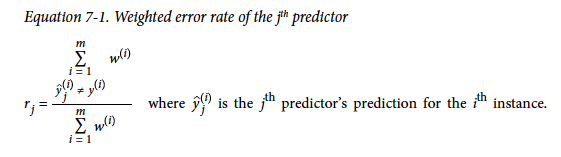 Equation 7-1. Weighted error rate of the jth predictor
m
∑ w(i)
i = 1
ŷj(i) ≠ y(i)
rj = 
m
∑ w(i)
i = 1
where ŷj(i) is the jth predictor’s prediction for the ith instance.